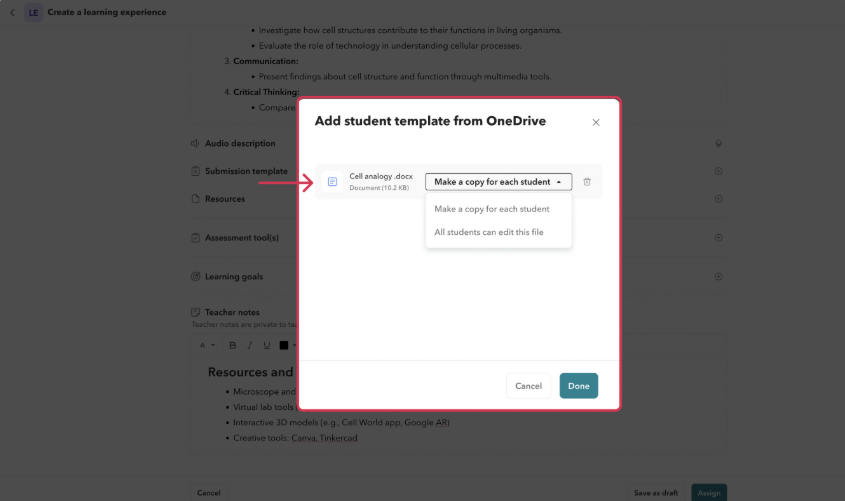 LE Create a learning experience
• Investigate how cell structures contribute to their functions in living organisms.
• Evaluate the role of technology in understanding cellular processes.
3. Communication:
• Present findings about cell structure and function through multimedia tools.
4. Critical Thinking:
• Compare
Add student template from OneDrive
Audio description
Submission template
Cell analogy .docx
Document (10.2 KB)
Make a copy for each student
Make a copy for each student
All students can edit this file
Resources
Assessment tool(s)
Learning goals
Teacher notes
Teacher notes are private to
A B I U
Resources and
• Microscope and
• Virtual lab tools
• Interactive 3D models (e.g., Cell World app, Google AR)
• Creative tools: Canva, Tinkercad
Cancel Done
Cancel Save as draft Assign